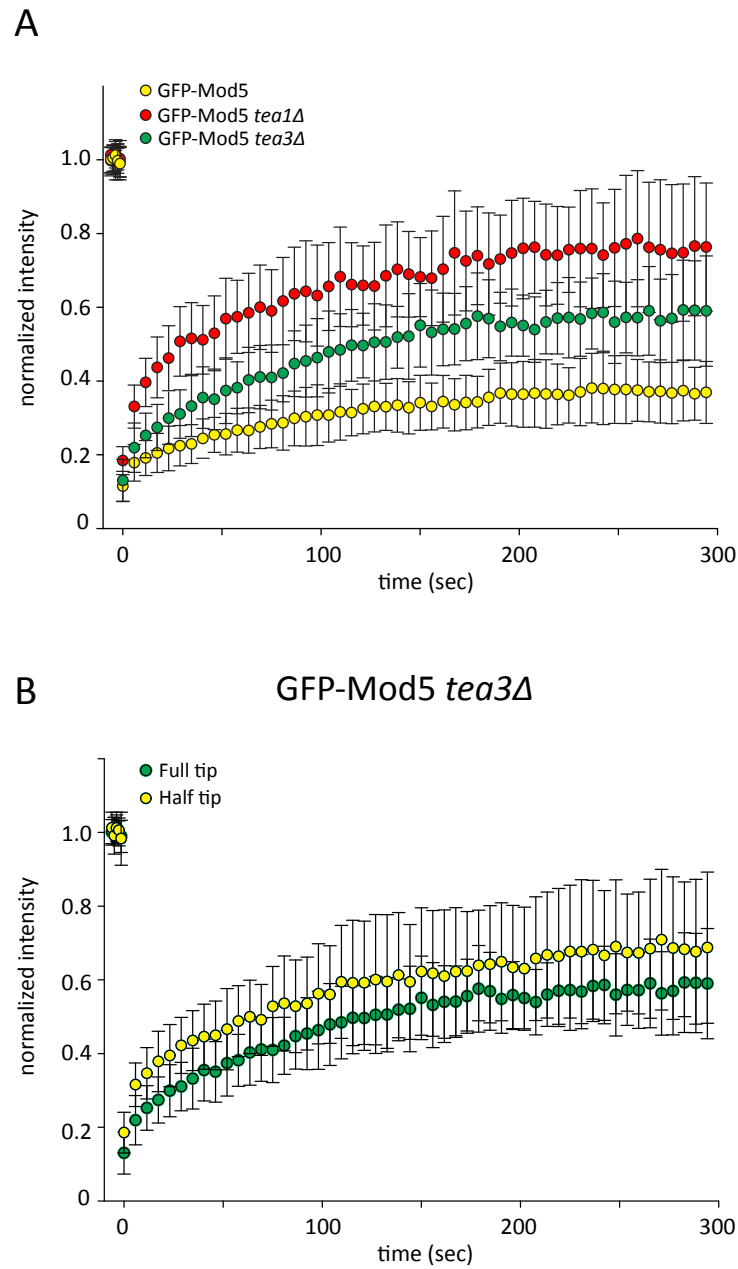 A
GFP-Mod5
GFP-Mod5 tea1Δ
GFP-Mod5 tea3Δ
1.0
0.8
0.6
0.4
0.2
0
normalized intensity
0 100 200 300
time (sec)
B GFP-Mod5 tea3Δ
Full tip
Half tip
1.0
0.8
0.6
0.4
0.2
0
normalized intensity
0 100 200 300
time (sec)